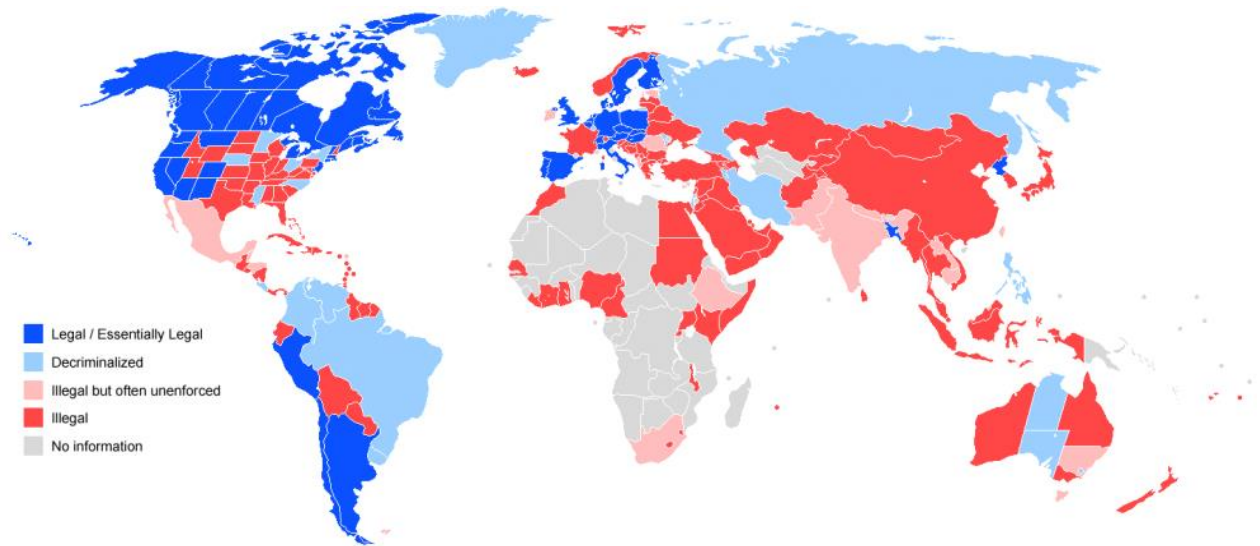 Legal / Essentially Legal
Decriminalized
Illegal but often unenforced
Illegal
No information